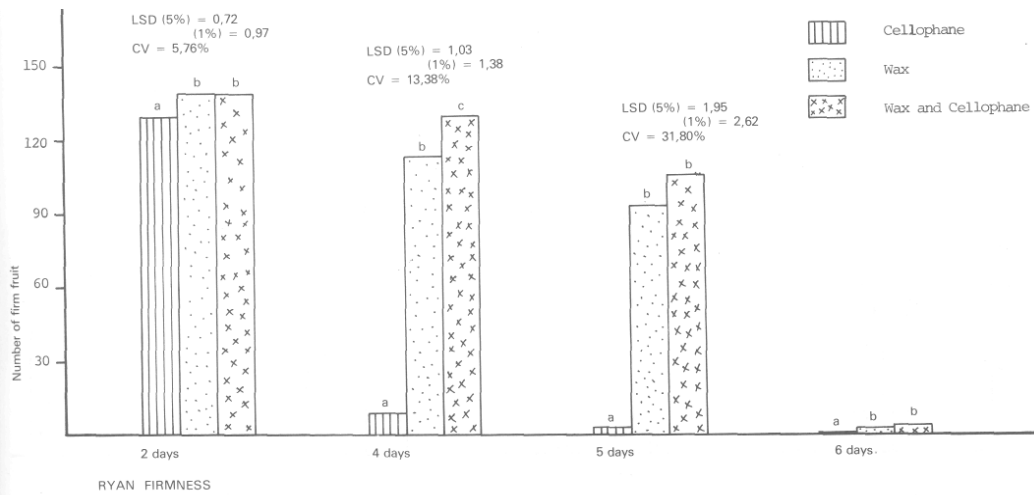 LSD (5%) = 0,72
(1%) = 0,97
CV = 5,76%
LSD (5%) = 1,03
(1%) = 1,38
CV = 13,38%
LSD (5%) = 1,95
(1%) = 2,62
CV = 31,80%
Cellophane
Wax
Wax and Cellophane
150
120
90
60
30
Number of firm fruit
a b b
a b c
a b b
a b b
2 days 4 days 5 days 6 days.
RYAN FIRMNESS